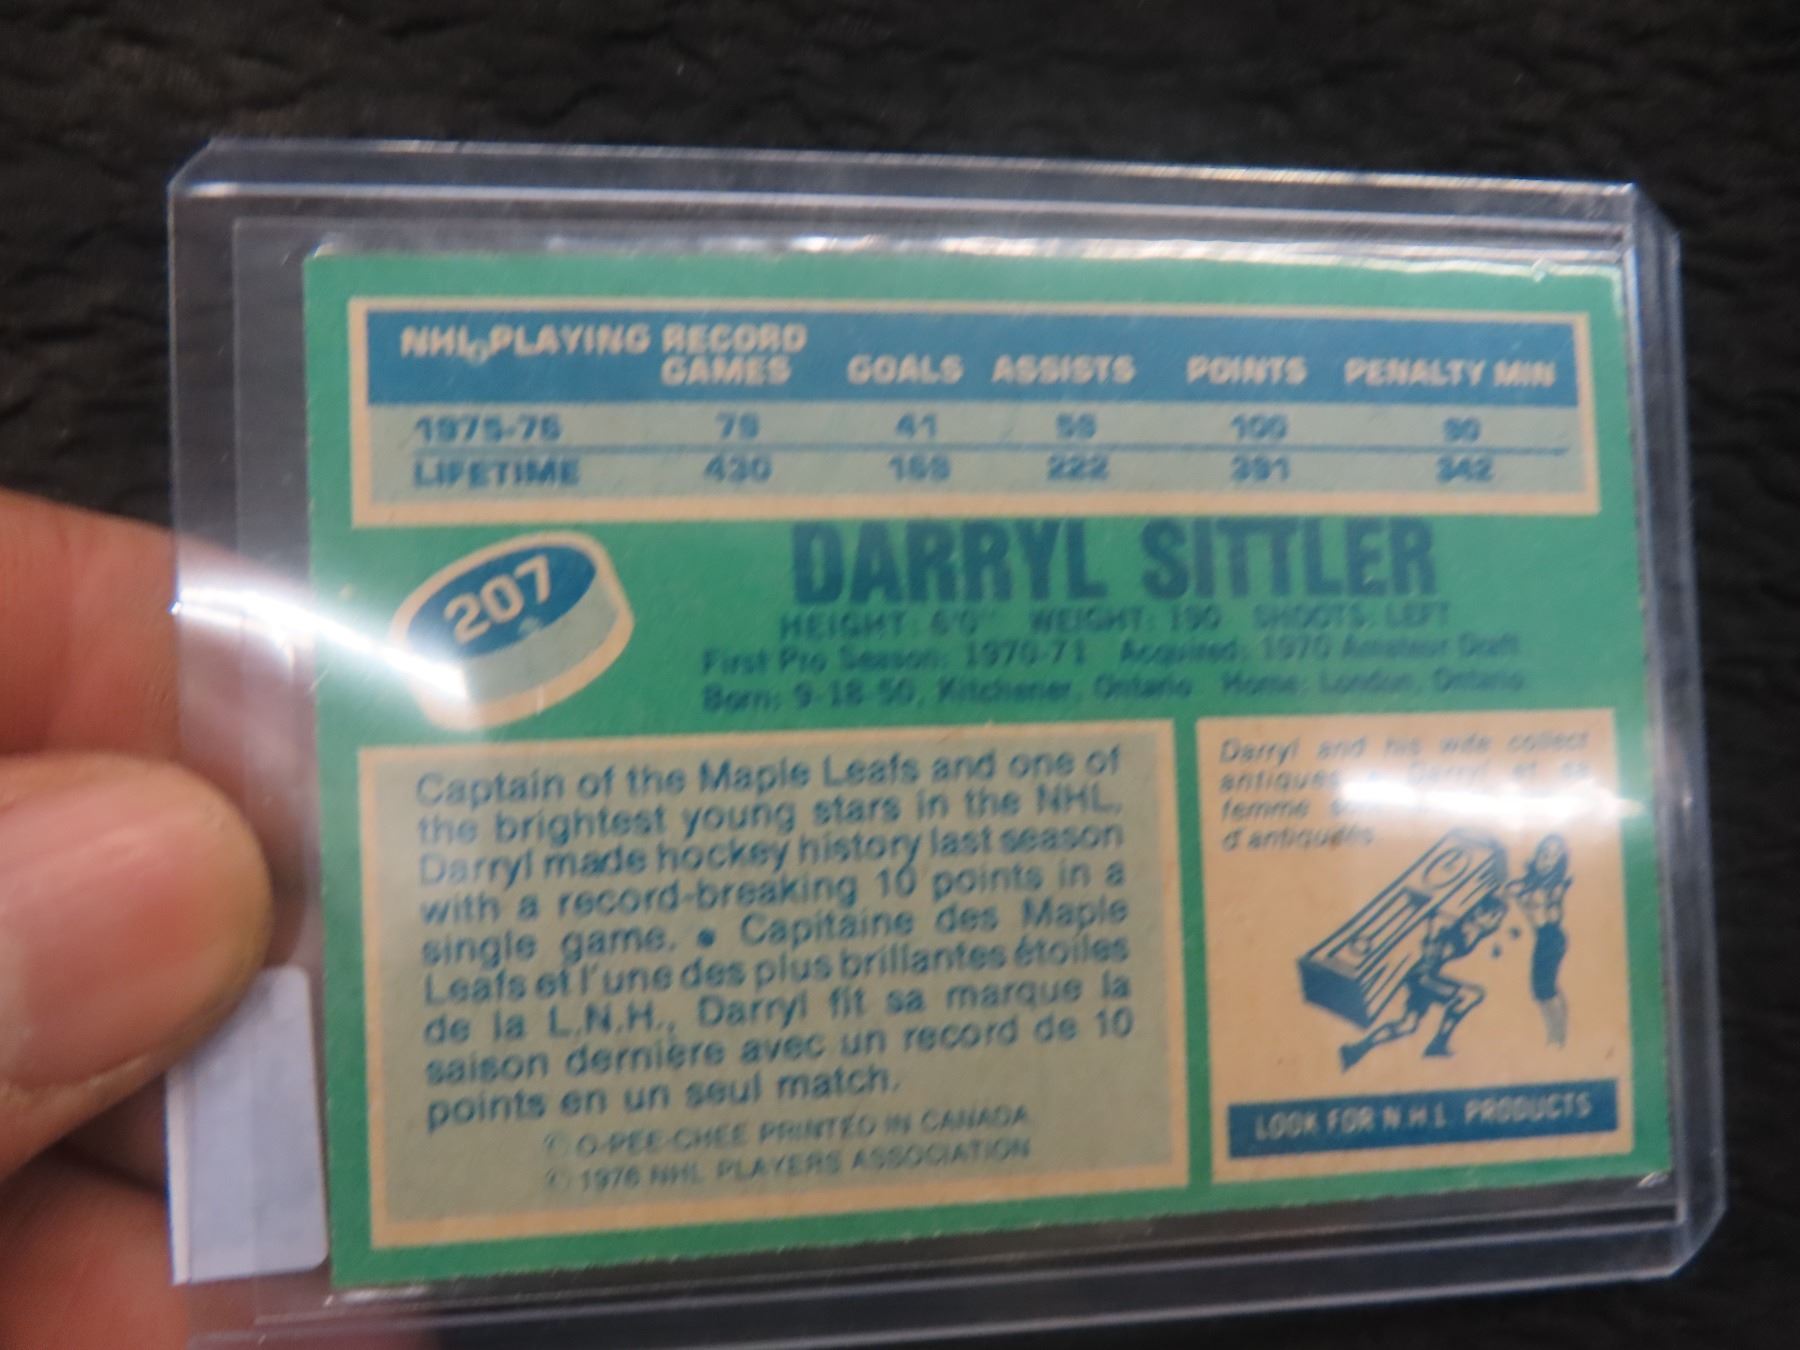 NHL PLAYING RECORD
GAMES GOALS ASSISTS POINTS PENALTY MIN
1975-76 79 41 59 100 90
LIFETIME 430 169 222 391 342
207
DARRYL SITTLER
HEIGHT: 6'0" WEIGHT: 190 SHOOTS: LEFT
First Pro Season: 1970-71 Acquired: 1970 Amateur Draft
Born: 9-18-50, Kitchener, Ontario Home: London, Ontario
Captain of the Maple Leafs and one of
the brightest young stars in the NHL,
Darryl made hockey history last season
with a record-breaking 10 points in a
single game. • Capitaine des Maple
Leafs et l'une des plus brillantes étoiles
de la L.N.H., Darryl fit sa marque la
saison dernière avec un record de 10
points en un seul match.
© O-PEE-CHEE PRINTED IN CANADA
© 1976 NHL PLAYERS ASSOCIATION
Darryl and his wife collect
antiques • Darryl et sa
femme
d'antiquités.
LOOK FOR N.H.L. PRODUCTS